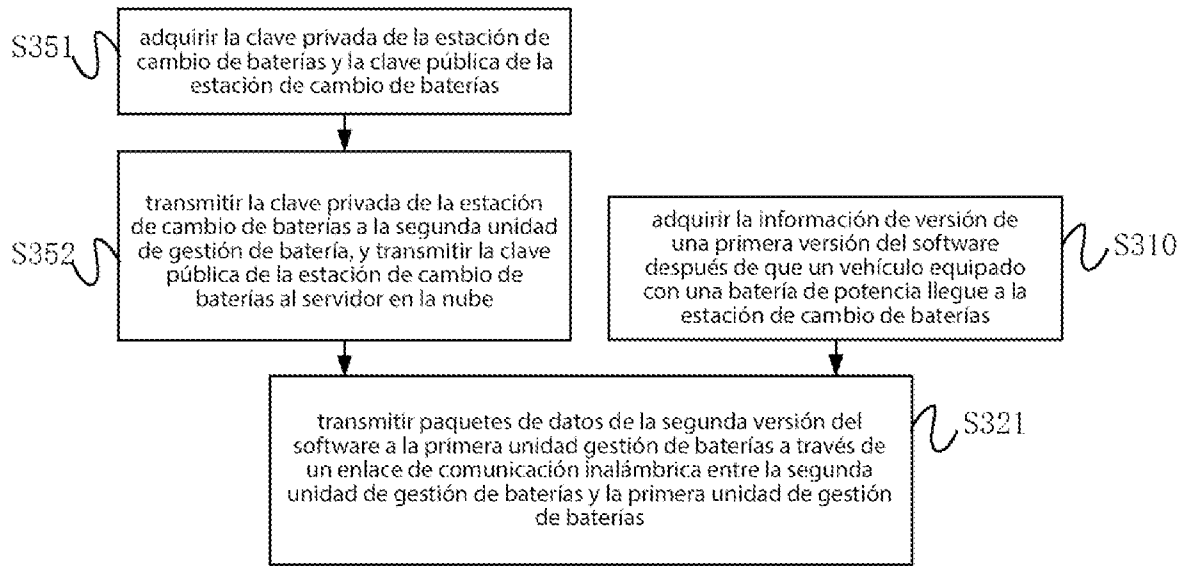 S351
adquirir la clave privada de la estación de
cambio de baterías y la clave pública de la
estación de cambio de baterías
transmitir la clave privada de la estación
de cambio de baterías a la segunda unidad
de gestión de batería, y transmitir la clave
pública de la estación de cambio de
baterías al servidor en la nube
S352
adquirir la información de versión de
una primera versión del software
después de que un vehículo equipado
con una batería de potencia llegue a la
estación de cambio de baterías
S310
transmitir paquetes de datos de la segunda versión del
software a la primera unidad gestión de baterías a través de
un enlace de comunicación inalámbrica entre la segunda
unidad de gestión de baterías y la primera unidad de gestión
de baterías
S321